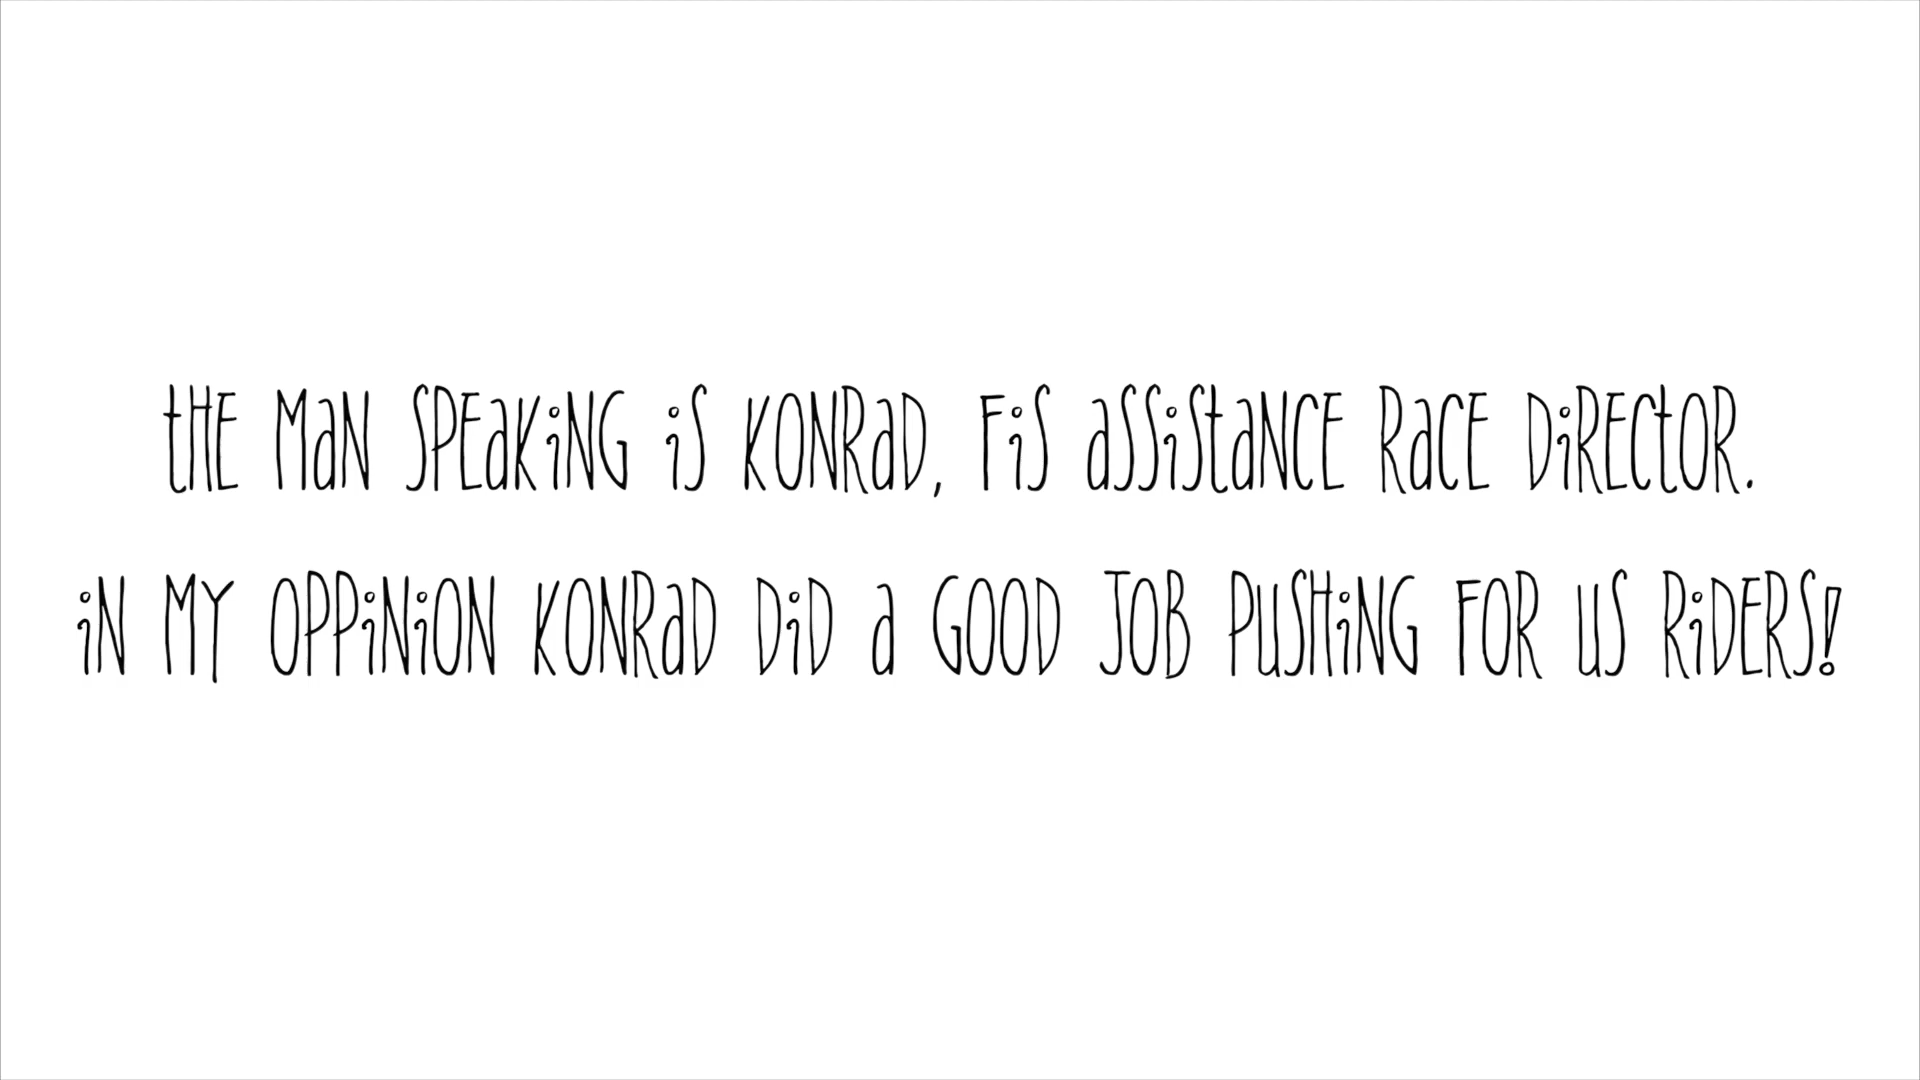 tHE MaN SPEaKiNG iS KONRaD, FiS aSSiStaNCE RaCE DiRECtOR.
iN MY OPPiNiON KONRaD DiD a GOOD JOB PuSHiNG FOR uS RiDERS!